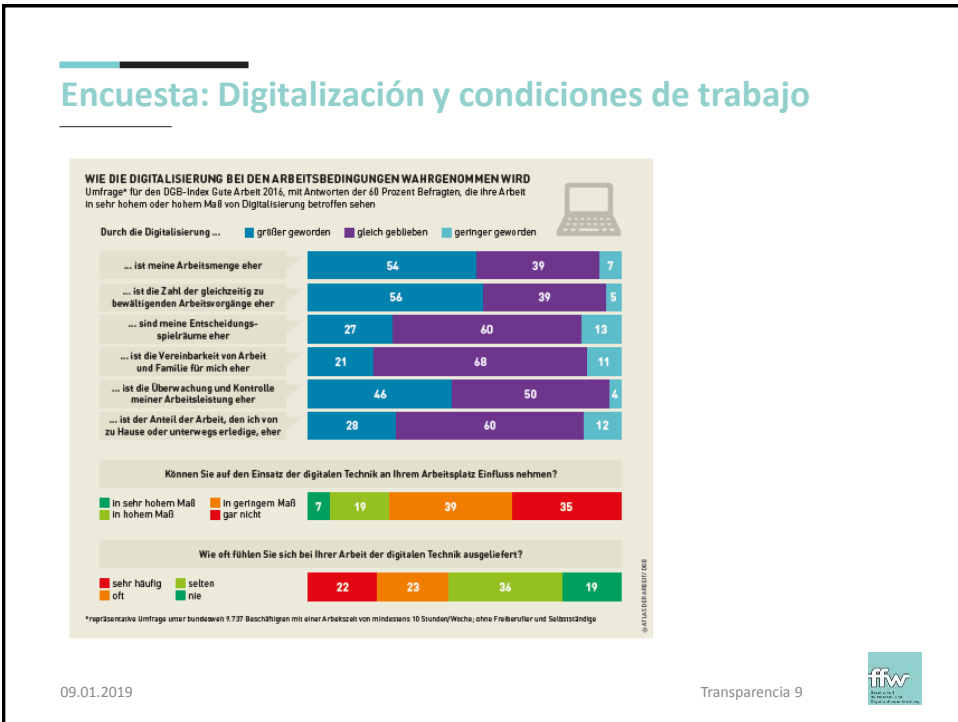 Encuesta: Digitalización y condiciones de trabajo
WIE DIE DIGITALISIERUNG BEI DEN ARBEITSBEDINGUNGEN WAHRGENOMMEN WIRD
Umfrage* für den DGB-Index Gute Arbeit 2016, mit Antworten der 60 Prozent Befragten, die ihre Arbeit
in sehr hohem oder hohem Maß von Digitalisierung betroffen sehen
Durch die Digitalisierung ... größer geworden gleich geblieben geringer geworden
... ist meine Arbeitsmenge eher 54 39 7
... ist die Zahl der gleichzeitig zu
bewältigenden Arbeitsvorgänge eher 56 39 5
... sind meine Entscheidungs-
spielräume eher 27 60 13
... ist die Vereinbarkeit von Arbeit
und Familie für mich eher 21 68 11
... ist die Überwachung und Kontrolle
meiner Arbeitsleistung eher 46 50 4
... ist der Anteil der Arbeit, den ich von
zu Hause oder unterwegs erledige, eher 28 60 12
Können Sie auf den Einsatz der digitalen Technik an Ihrem Arbeitsplatz Einfluss nehmen?
in sehr hohem Maß in geringem Maß
in hohem Maß gar nicht
7 19 39 35
Wie oft fühlen Sie sich bei Ihrer Arbeit der digitalen Technik ausgeliefert?
sehr häufig selten
oft nie
22 23 36 19
*repräsentative Umfrage unter bundesweit 9.737 Beschäftigten mit einer Arbeitszeit von mindestens 10 Stunden/Woche; ohne Freiberufler und Selbstständige
© ATLAS DER ARBEIT/ DGB
09.01.2019
Transparencia 9
ffw